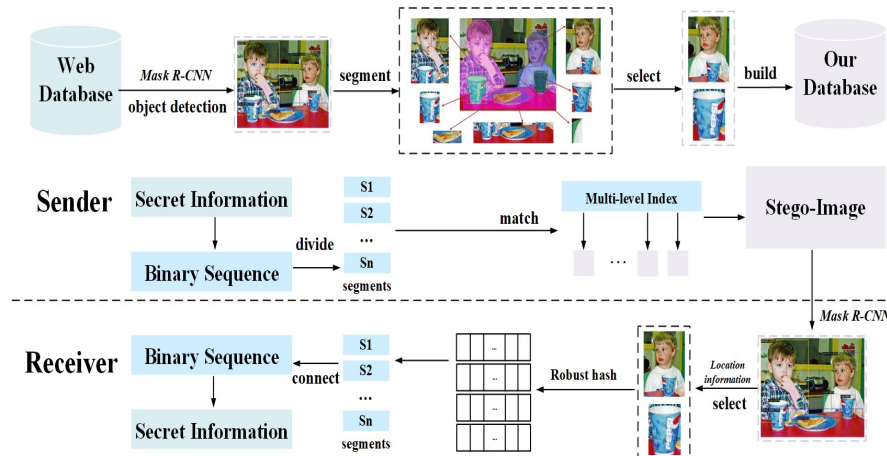 Web
Database
Mask R-CNN
object detection
segment
select
build
Our
Database
Sender
Secret Information
Binary Sequence
divide
S1
S2
...
Sn
segments
match
Multi-level Index
...
Stego-Image
Mask R-CNN
Receiver
Binary Sequence
Secret Information
connect
S1
S2
...
Sn
segments
...
...
...
...
Robust hash
Location
information
select